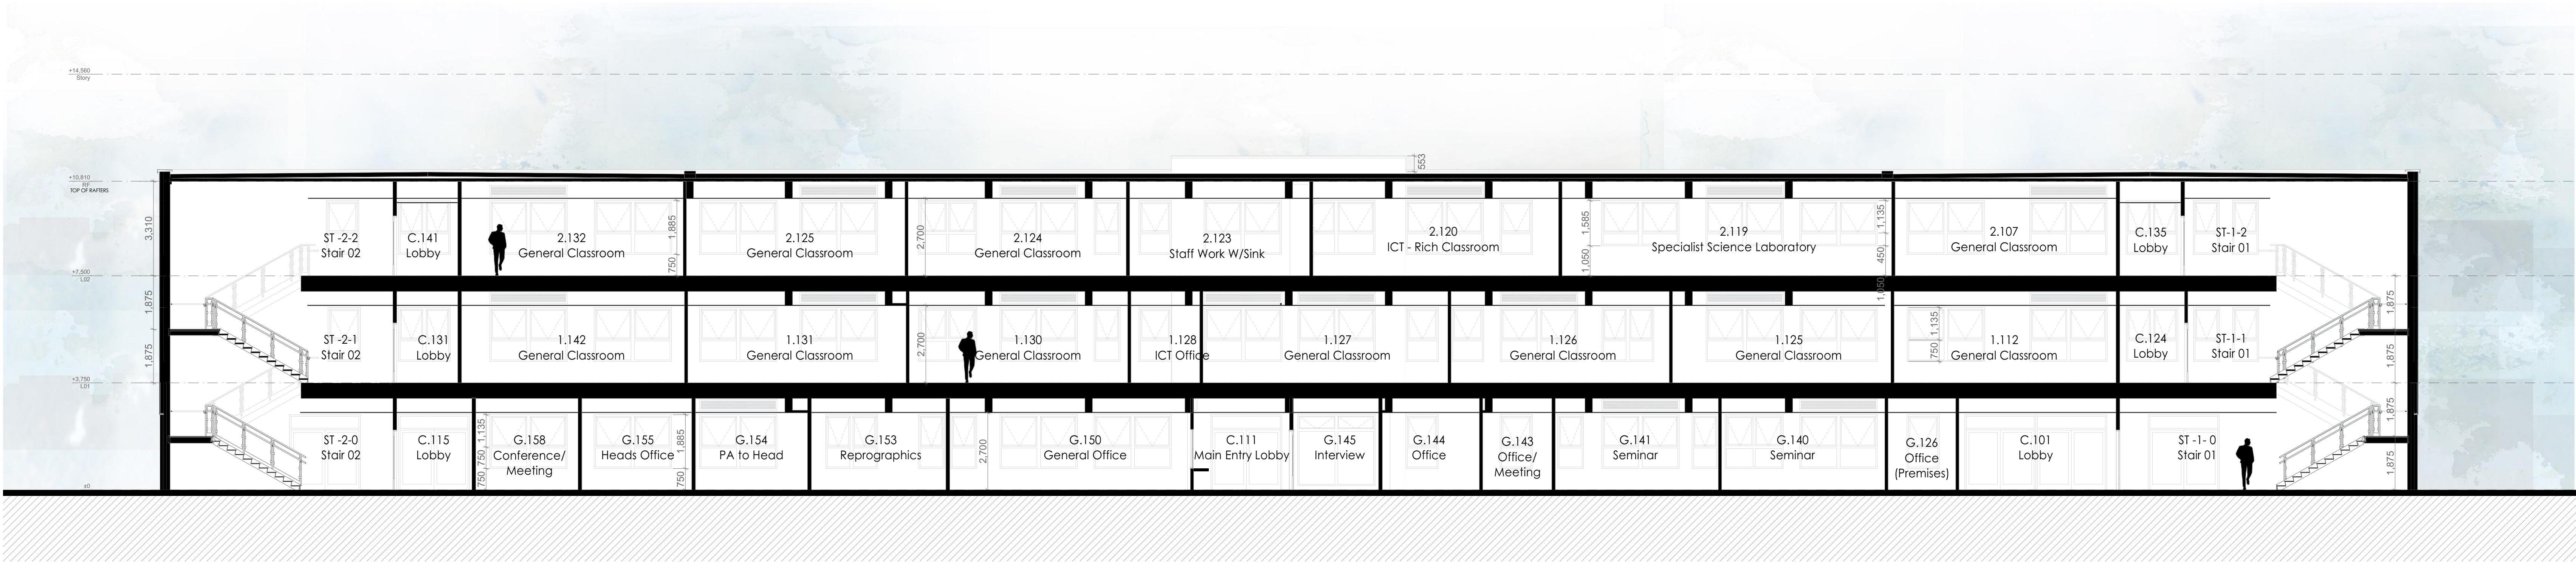 +14,560
Story
553
+10,810
RF
TOP OF RAFTERS
3,310
ST -2-2
Stair 02
C.141
Lobby
2.132
General Classroom
1,885
750
2.125
General Classroom
2,700
2.124
General Classroom
2.123
Staff Work W/Sink
2.120
ICT - Rich Classroom
1,585
1,050
2.119
Specialist Science Laboratory
1,135
450
1,050
2.107
General Classroom
C.135
Lobby
ST-1-2
Stair 01
+7,500
L02
1,875
1,875
ST -2-1
Stair 02
C.131
Lobby
1.142
General Classroom
1.131
General Classroom
2,700
1.130
General Classroom
1.128
ICT Office
1.127
General Classroom
1.126
General Classroom
1.125
General Classroom
1,135
750
1.112
General Classroom
C.124
Lobby
ST-1-1
Stair 01
1,875
1,875
+3,750
L01
ST -2-0
Stair 02
C.115
Lobby
1,135
750
750
G.158
Conference/
Meeting
G.155
Heads Office
1,885
750
G.154
PA to Head
G.153
Reprographics
2,700
G.150
General Office
C.111
Main Entry Lobby
G.145
Interview
G.144
Office
G.143
Office/
Meeting
G.141
Seminar
G.140
Seminar
G.126
Office
(Premises)
C.101
Lobby
ST -1- 0
Stair 01
1,875
1,875
±0